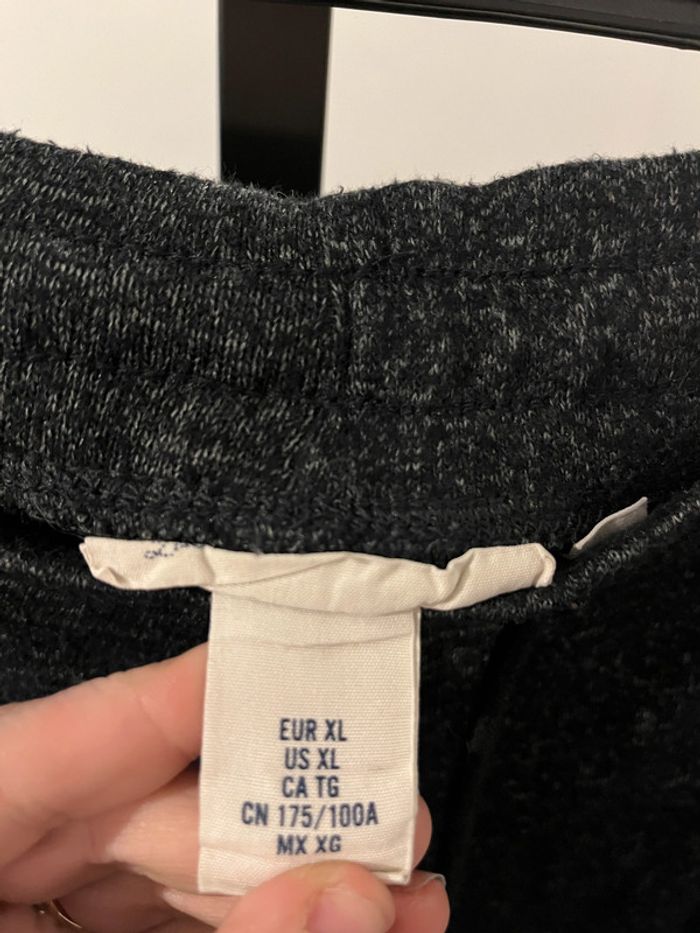 EUR XL
US XL
CA TG
CN 175/100A
MX XG